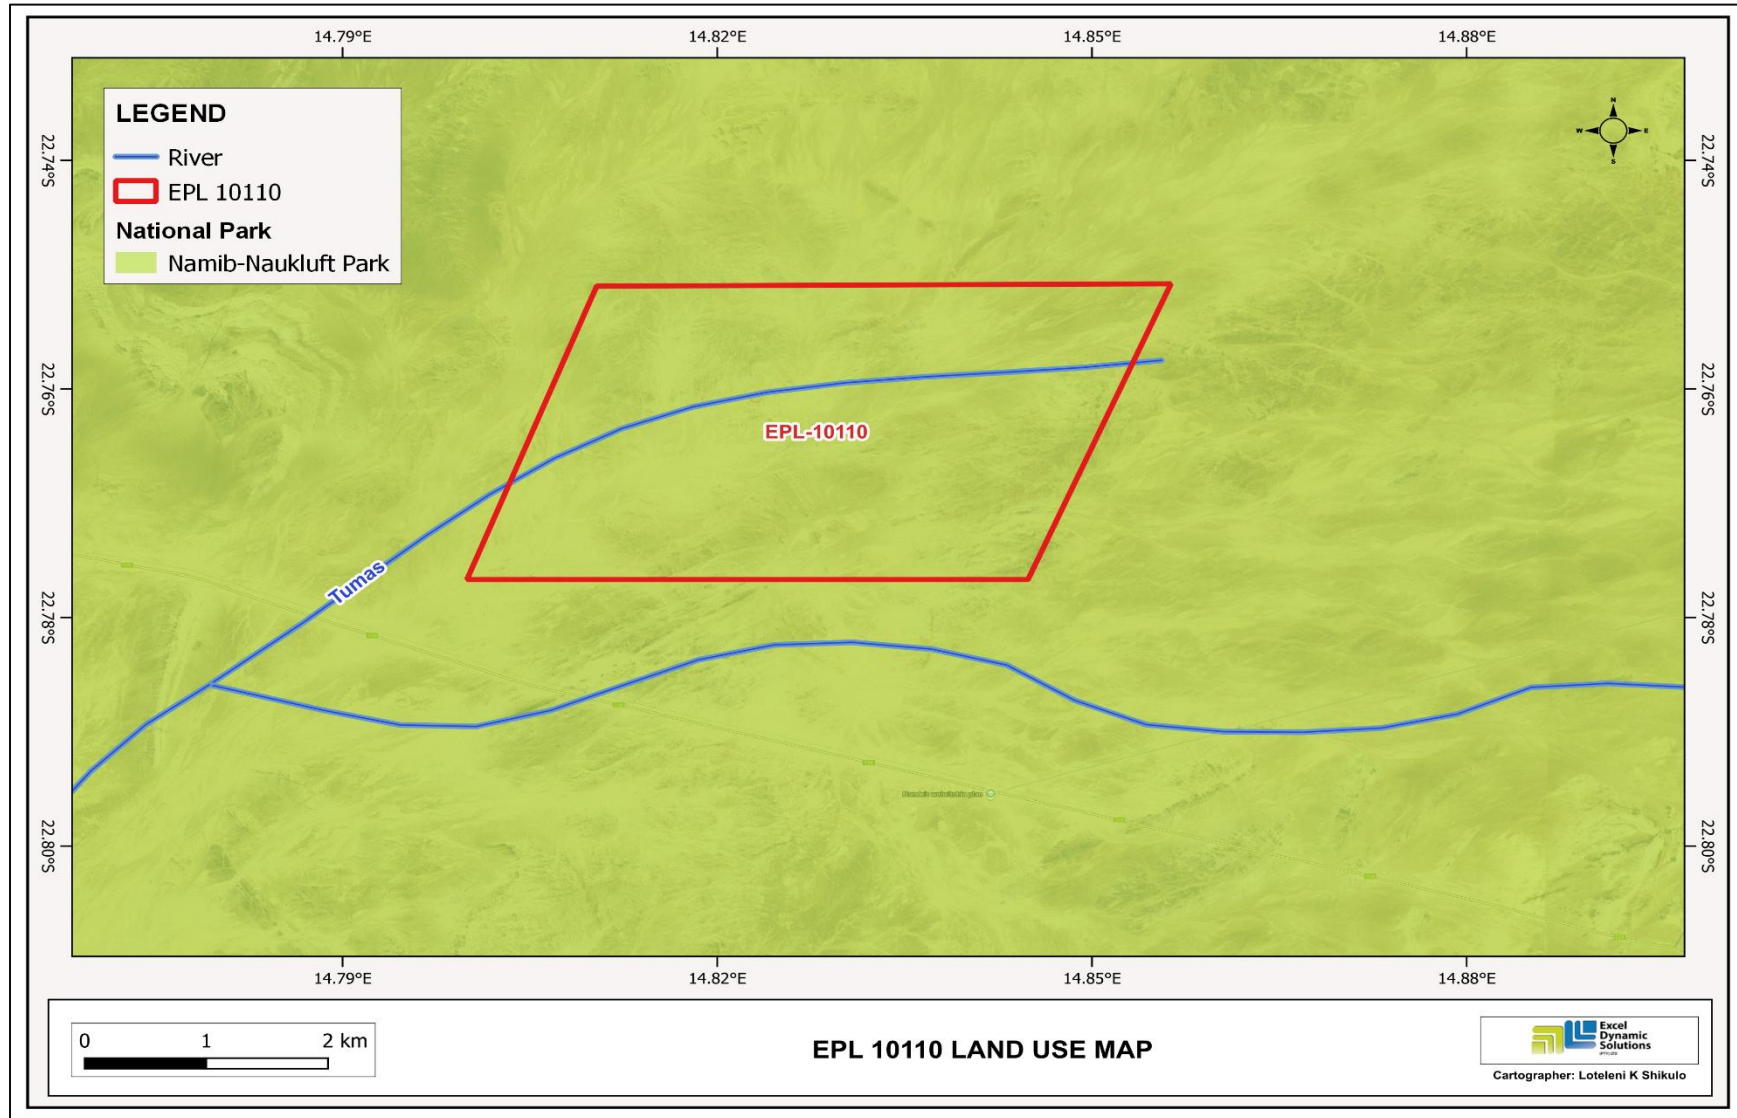 14.79°E 14.82°E 14.85°E 14.88°E
LEGEND
River
EPL 10110
National Park
Namib-Naukluft Park
N
W E
S
22.74°S 22.74°S
22.76°S 22.76°S
EPL-10110
Tumas
22.78°S 22.78°S
22.80°S 22.80°S
14.79°E 14.82°E 14.85°E 14.88°E
0 1 2 km
EPL 10110 LAND USE MAP
Excel
Dynamic
Solutions
Cartographer: Loteleni K Shikulo